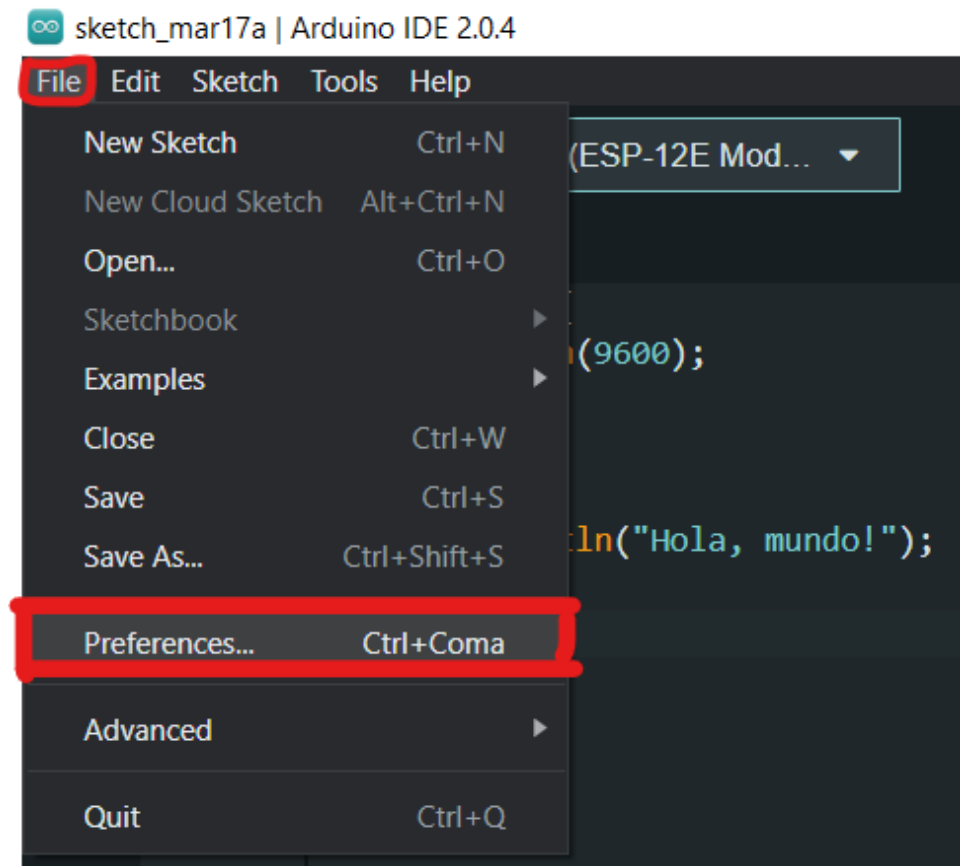 sketch_mar17a | Arduino IDE 2.0.4
File Edit Sketch Tools Help
New Sketch Ctrl+N
(ESP-12E Mod...
New Cloud Sketch Alt+Ctrl+N
Open... Ctrl+O
Sketchbook
(9600);
Examples
Close Ctrl+W
Save Ctrl+S
ln("Hola, mundo!");
Save As... Ctrl+Shift+S
Preferences... Ctrl+Coma
Advanced
Quit Ctrl+Q